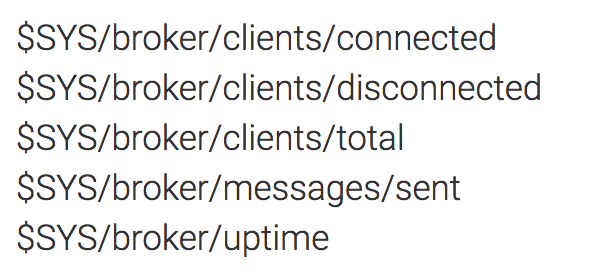 $SYS/broker/clients/connected
$SYS/broker/clients/disconnected
$SYS/broker/clients/total
$SYS/broker/messages/sent
$SYS/broker/uptime